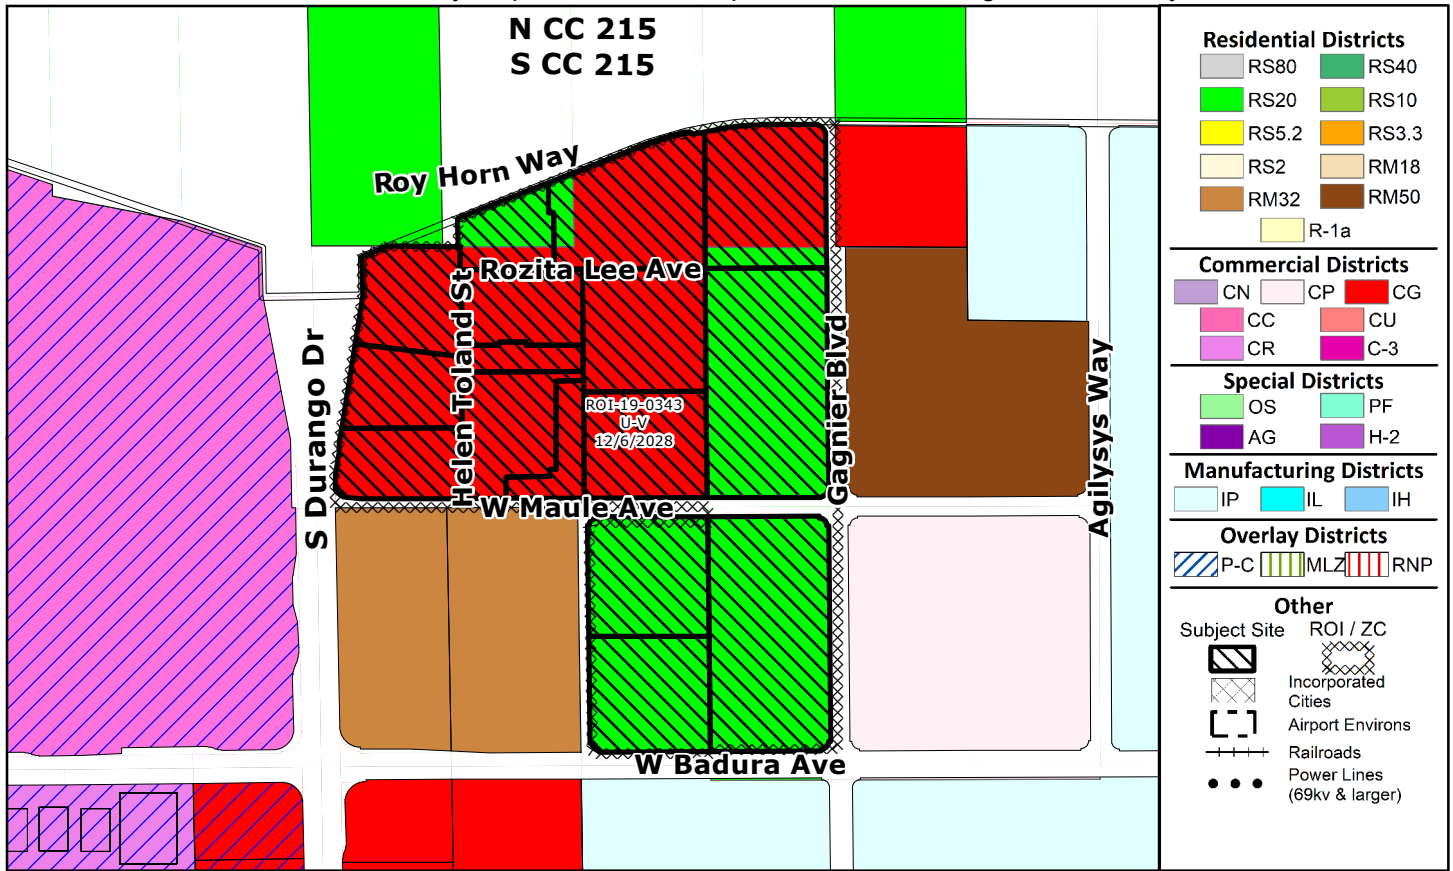 N CC 215
S CC 215
Roy Horn Way
Rozita Lee Ave
Helen Toland St
S Durango Dr
Gagnier Blvd
Agilysys Way
ROI-19-0343
U-V
12/6/2028
W Maule Ave
W Badura Ave
Residential Districts
RS80 RS40
RS20 RS10
RS5.2 RS3.3
RS2 RM18
RM32 RM50
R-1a
Commercial Districts
CN CP CG
CC CU
CR C-3
Special Districts
OS PF
AG H-2
Manufacturing Districts
IP IL IH
Overlay Districts
P-C MLZ RNP
Other
Subject Site ROI / ZC
Incorporated
Cities
Airport Environs
Railroads
Power Lines
(69kv & larger)